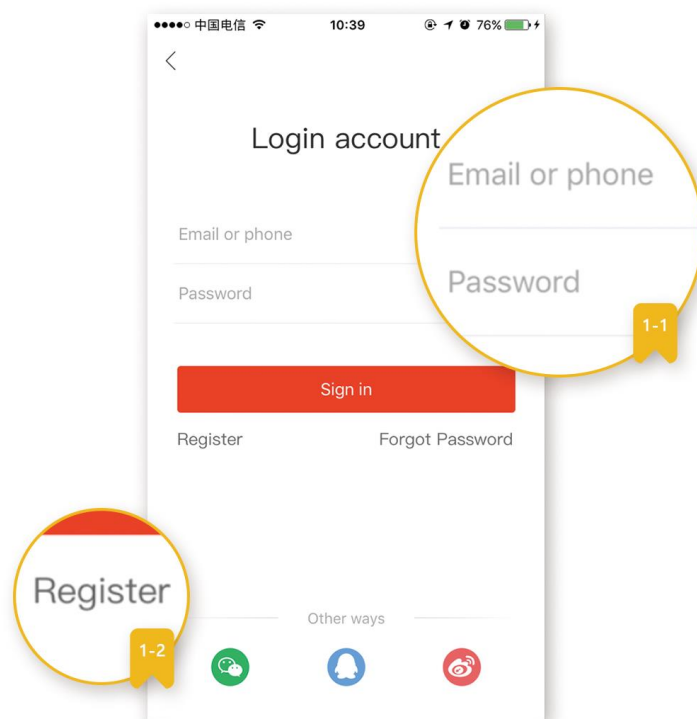 中国电信 10:39 76%
Login account
Email or phone
Email or phone
Password
Password
1-1
Sign in
Register Forgot Password
Register
Other ways
1-2